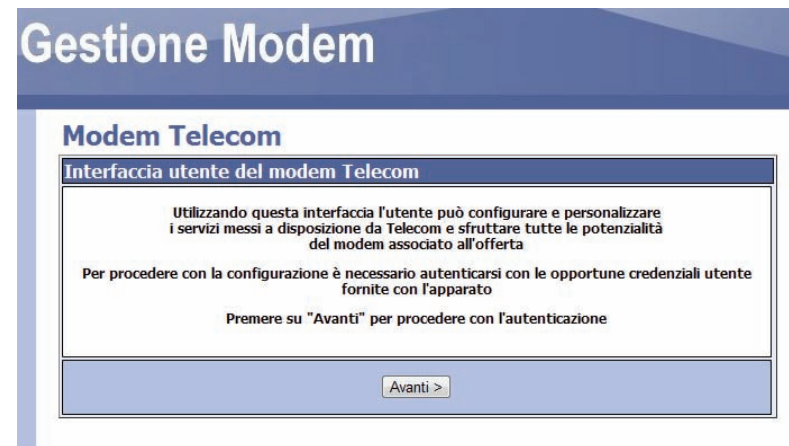 Gestione Modem
Modem Telecom
Interfaccia utente del modem Telecom
Utilizzando questa interfaccia l'utente può configurare e personalizzare
i servizi messi a disposizione da Telecom e sfruttare tutte le potenzialità
del modem associato all'offerta
Per procedere con la configurazione è necessario autenticarsi con le opportune credenziali utente
fornite con l'apparato
Premere su "Avanti" per procedere con l'autenticazione
Avanti >